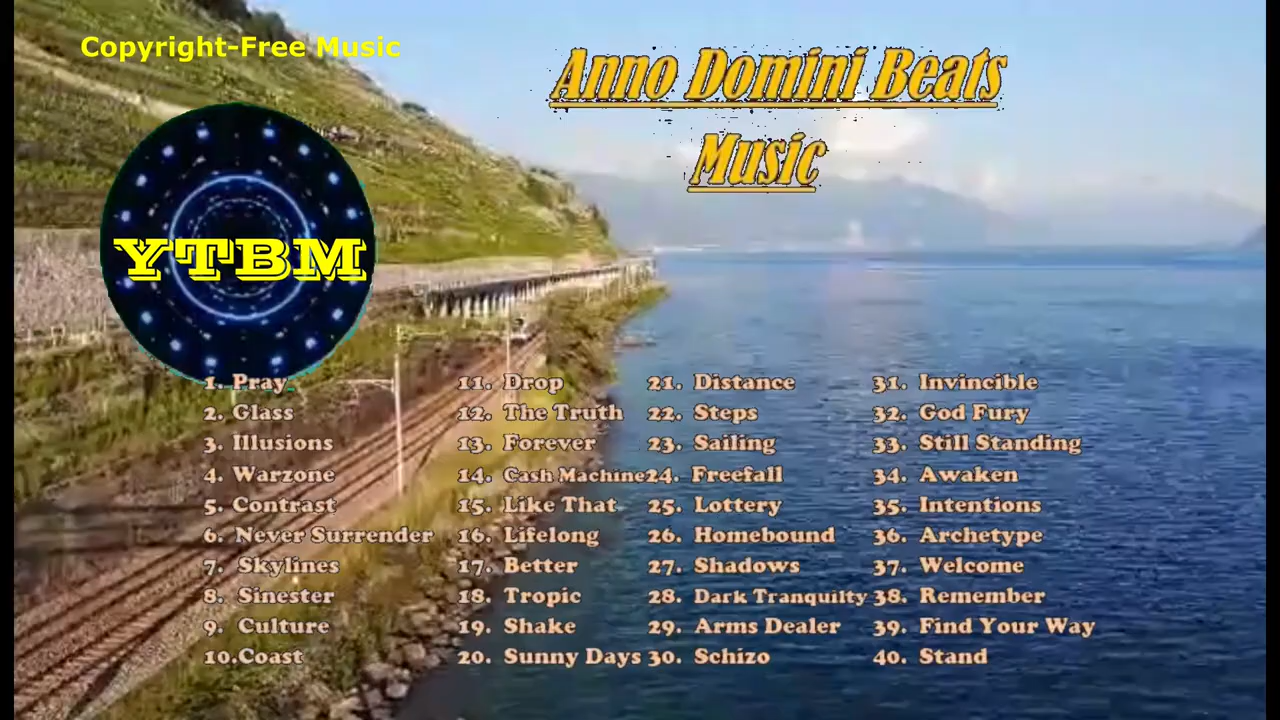 Copyright-Free Music
Anno Domini Beats
Music
YTBM
1. Pray
2. Glass
3. Illusions
4. Warzone
5. Contrast
6. Never Surrender
7. Skylines
8. Sinester
9. Culture
10.Coast
11. Drop
12. The Truth
13. Forever
14. Cash Machine
15. Like That
16. Lifelong
17. Better
18. Tropic
19. Shake
20. Sunny Days
21. Distance
22. Steps
23. Sailing
24. Freefall
25. Lottery
26. Homebound
27. Shadows
28. Dark Tranquilty
29. Arms Dealer
30. Schizo
31. Invincible
32. God Fury
33. Still Standing
34. Awaken
35. Intentions
36. Archetype
37. Welcome
38. Remember
39. Find Your Way
40. Stand